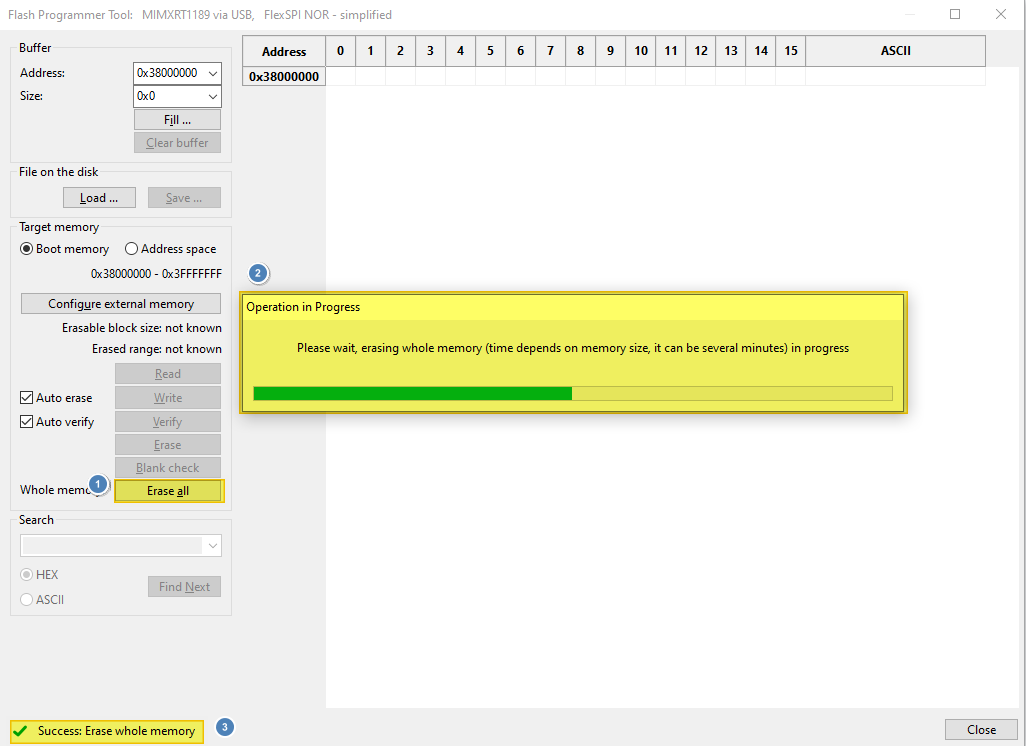 Flash Programmer Tool: MIMXRT1189 via USB, FlexSPI NOR - simplified
Buffer
Address: 0x38000000
Size: 0x0
Fill ...
Clear buffer
File on the disk
Load ... Save ...
Target memory
Boot memory Address space
0x38000000 - 0x3FFFFFFF
Configure external memory
Erasable block size: not known
Erased range: not known
Read
Auto erase Write
Auto verify Verify
Erase
Blank check
1
Whole memo Erase all
Search
HEX
Find Next
ASCII
Address 0 1 2 3 4 5 6 7 8 9 10 11 12 13 14 15 ASCII
0x38000000
2
Operation in Progress
Please wait, erasing whole memory (time depends on memory size, it can be several minutes) in progress
Success: Erase whole memory 3
Close